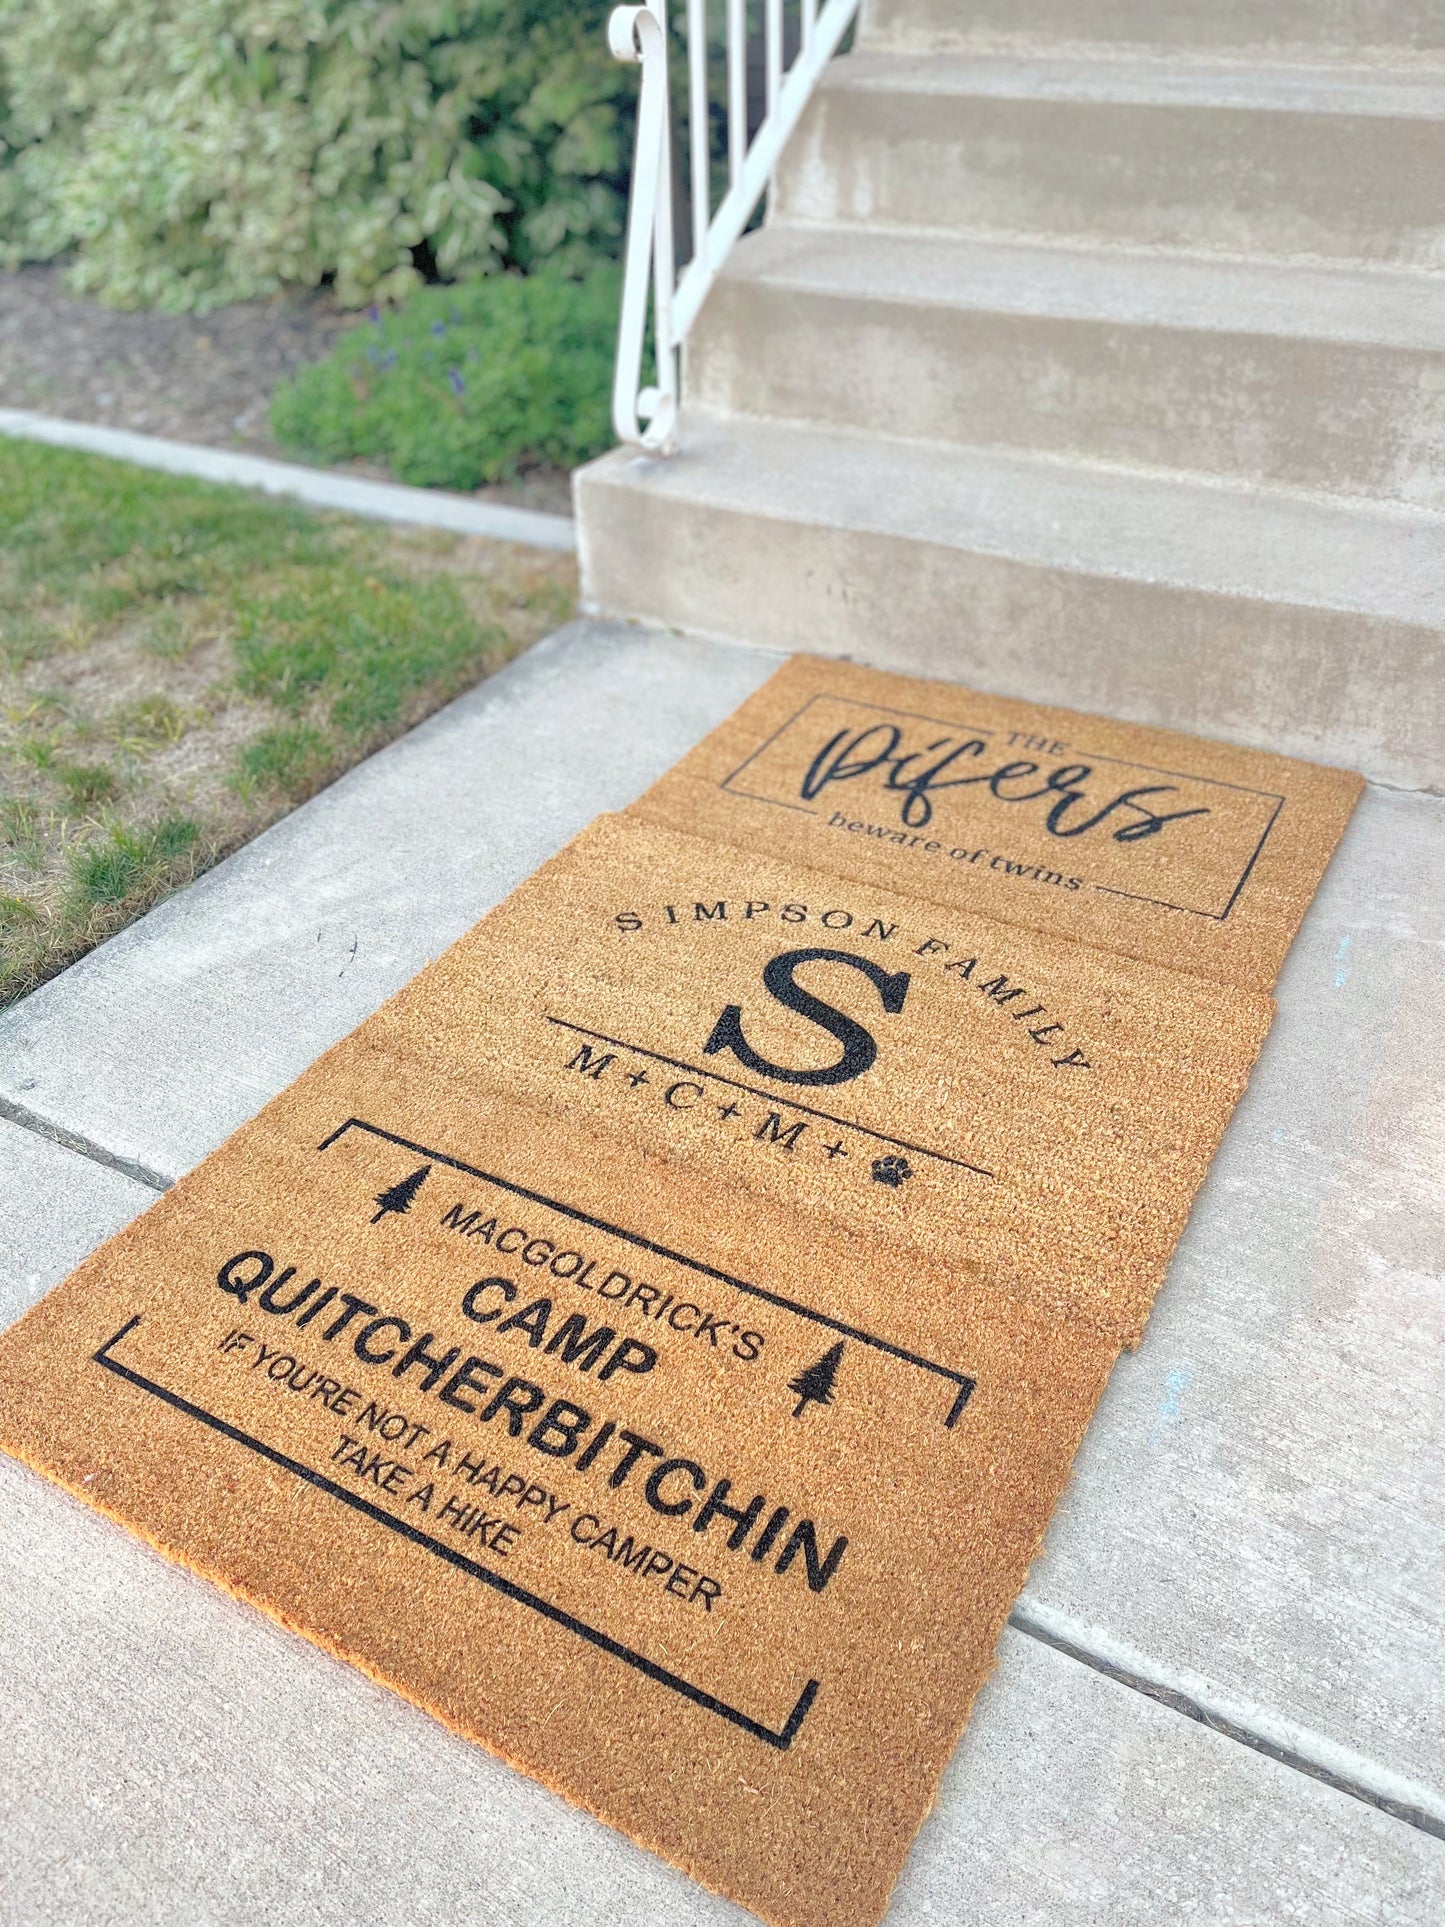 THE
pifers
beware of twins
SIMPSON FAMILY
S
M + C + M +
MACGOLDRICK'S
CAMP
QUITCHERBITCHIN
IF YOU'RE NOT A HAPPY CAMPER
TAKE A HIKE